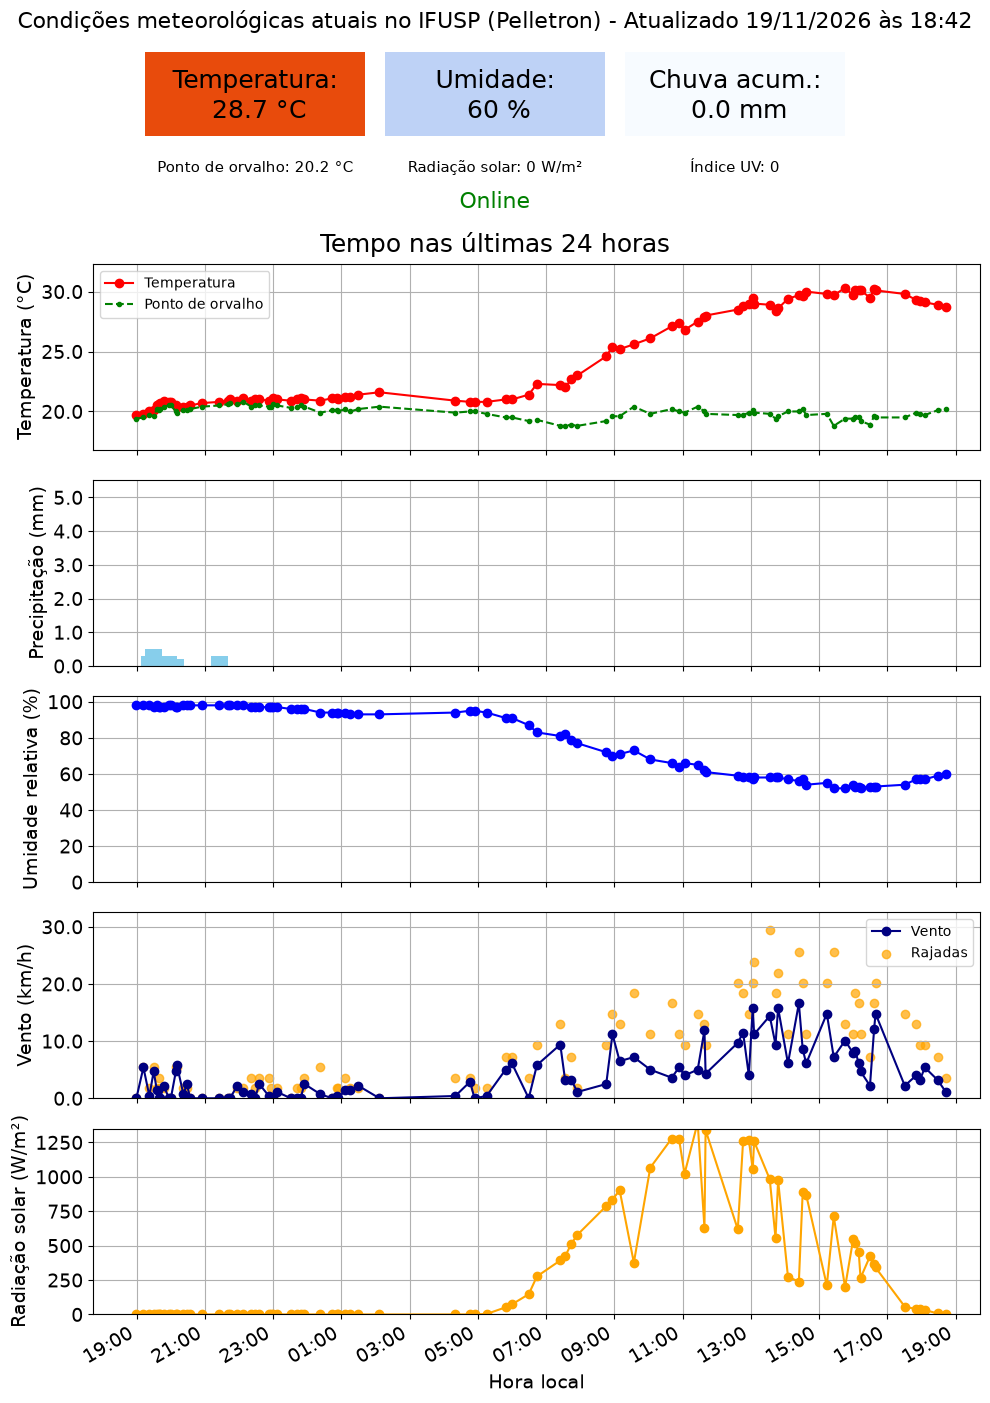 Condições meteorológicas atuais no IFUSP (Pelletron) - Atualizado 19/11/2026 às 18:42
Temperatura:
28.7 °C
Umidade:
60 %
Chuva acum.:
0.0 mm
Ponto de orvalho: 20.2 °C
Radiação solar: 0 W/m²
Índice UV: 0
Online
Tempo nas últimas 24 horas
Temperatura (°C)
30.0
25.0
20.0
Temperatura
Ponto de orvalho
Precipitação (mm)
5.0
4.0
3.0
2.0
1.0
0.0
Umidade relativa (%)
100
80
60
40
20
0
Vento (km/h)
30.0
20.0
10.0
0.0
Vento
Rajadas
Radiação solar (W/m²)
1250
1000
750
500
250
0
19:00
21:00
23:00
01:00
03:00
05:00
07:00
09:00
11:00
13:00
15:00
17:00
19:00
Hora local